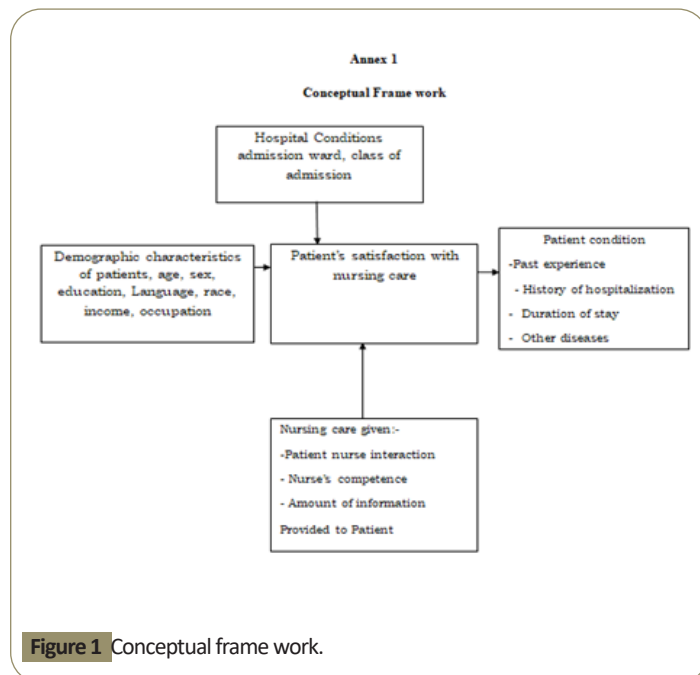 Annex 1
Conceptual Frame work
Hospital Conditions
admission ward, class of
admission
Demographic characteristics
of patients, age, sex,
education, Language, race,
income, occupation
Patient's satisfaction with
nursing care
Patient condition
-Past experience
- History of hospitalization
- Duration of stay
- Other diseases
Nursing care given:-
-Patient nurse interaction
- Nurse's competence
- Amount of information
Provided to Patient
Figure 1 Conceptual frame work.